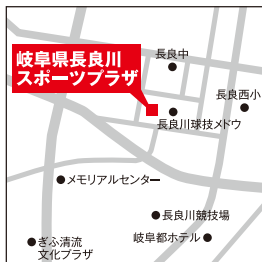 岐阜県長良川
スポーツプラザ
長良中
長良西小
長良川球技メドウ
メモリアルセンター
長良川競技場
岐阜都ホテル
ぎふ清流
文化プラザ